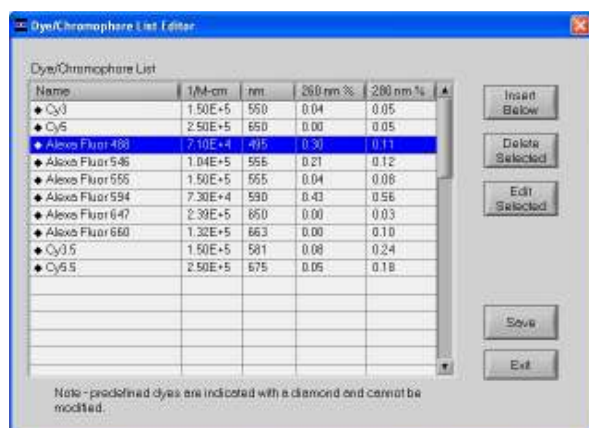 Dye/Chromophore List Editor
Dye/Chromophore List
Name 1/M-cm nm 260 nm % 280 nm %
Cy3 1.50E+5 550 0.04 0.05
Cy5 2.50E+5 650 0.00 0.05
Alexa Fluor 488 7.10E+4 495 0.30 0.11
Alexa Fluor 546 1.04E+5 556 0.21 0.12
Alexa Fluor 555 1.50E+5 555 0.04 0.08
Alexa Fluor 594 7.30E+4 590 0.43 0.56
Alexa Fluor 647 2.39E+5 650 0.00 0.03
Alexa Fluor 660 1.32E+5 663 0.00 0.10
Cy3.5 1.50E+5 581 0.08 0.24
Cy5.5 2.50E+5 675 0.05 0.18
Insert
Below
Delete
Selected
Edit
Selected
Save
Exit
Note - predefined dyes are indicated with a diamond and cannot be
modified.